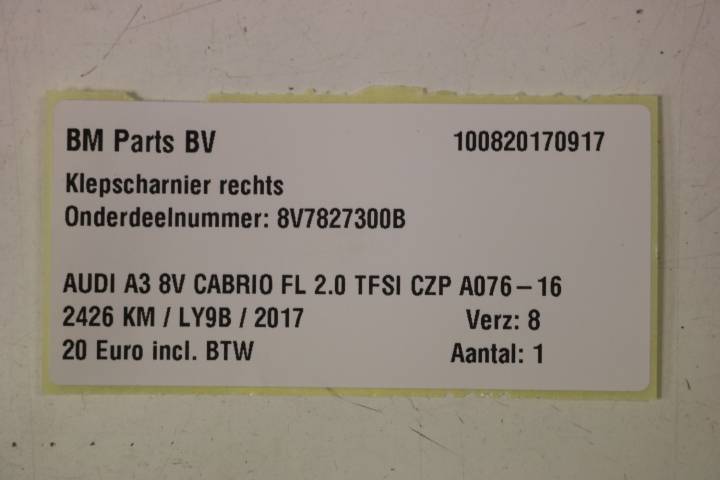 BM Parts BV 100820170917
Klepscharnier rechts
Onderdeelnummer: 8V7827300B
AUDI A3 8V CABRIO FL 2.0 TFSI CZP A076-16
2426 KM / LY9B / 2017 Verz: 8
20 Euro incl. BTW Aantal: 1